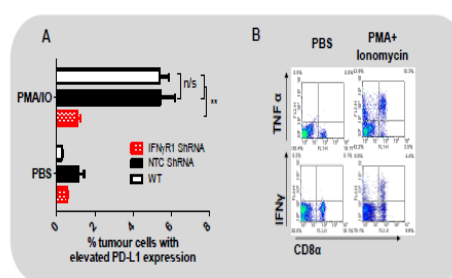 A
n/s
**
PMA/IO
PBS
IFNγR1 ShRNA
NTC ShRNA
WT
0 2 4 6 8
% tumour cells with
elevated PD-L1 expression
B
PBS
PMA+
Ionomycin
TNF α
IFNγ
CD8α